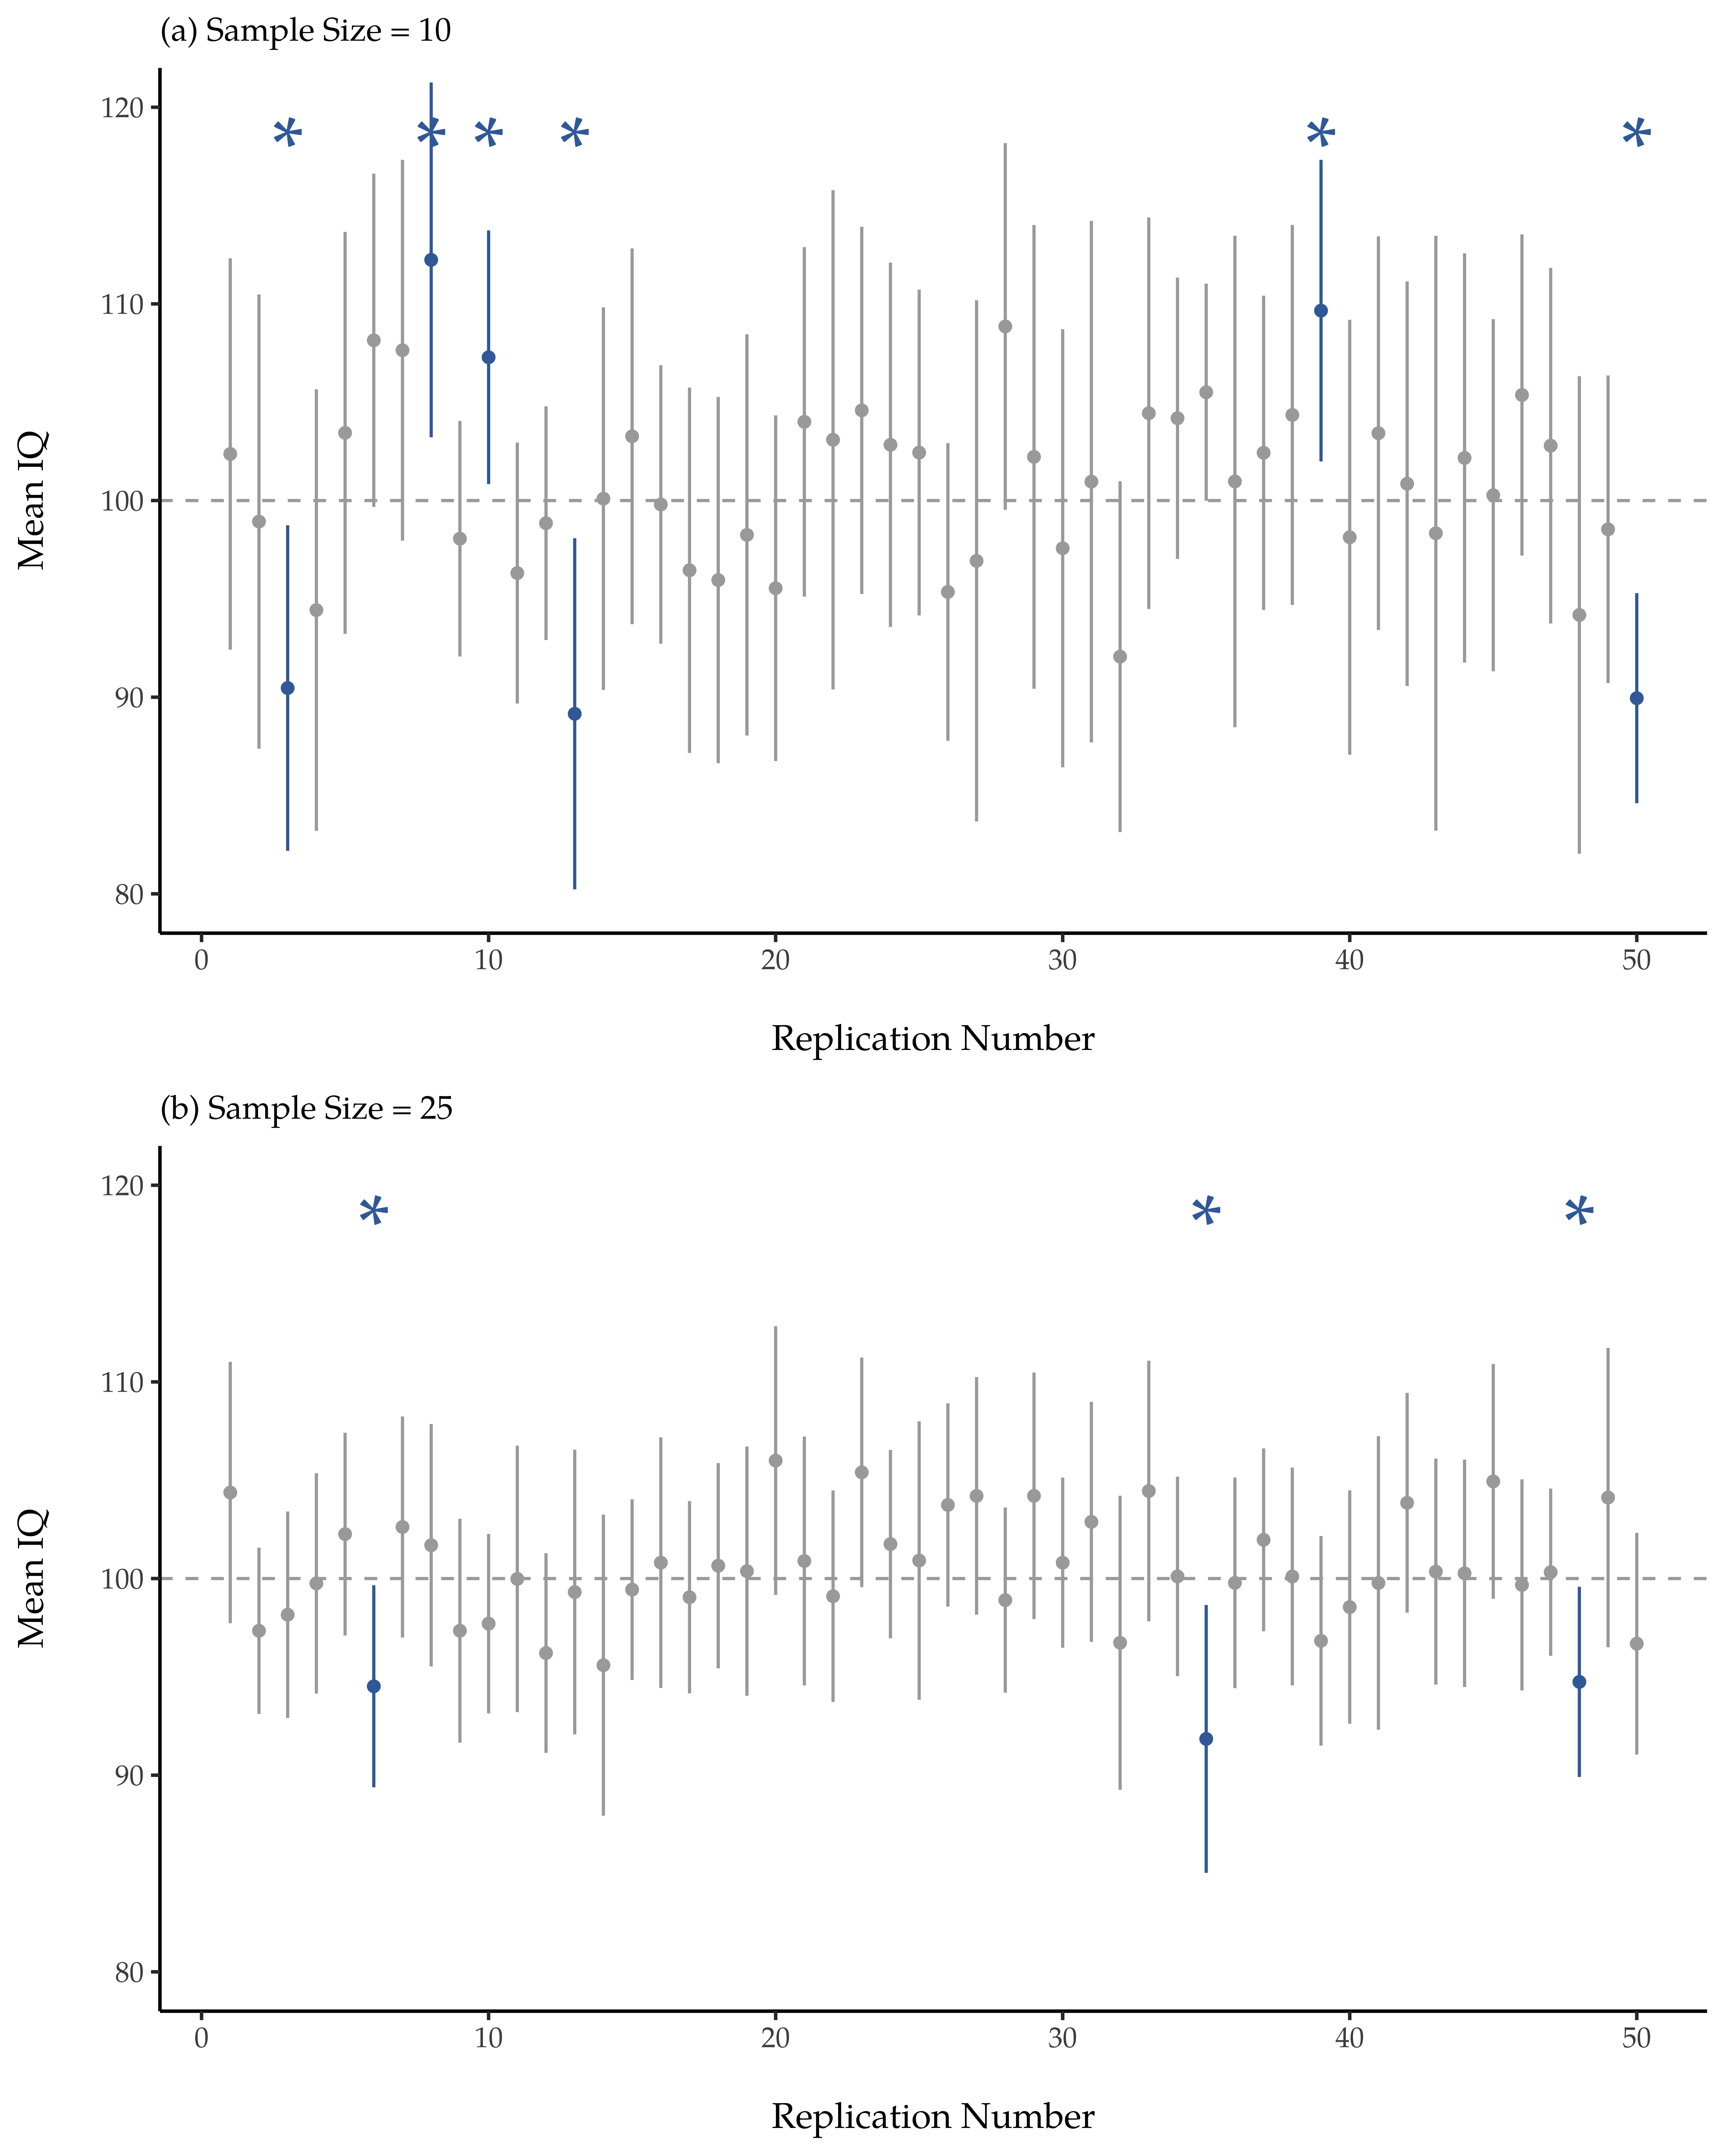 (a) Sample Size = 10
120
* * * * * *
110
Mean IQ
100
90
80
0 10 20 30 40 50
Replication Number
(b) Sample Size = 25
120
* * *
110
Mean IQ
100
90
80
0 10 20 30 40 50
Replication Number